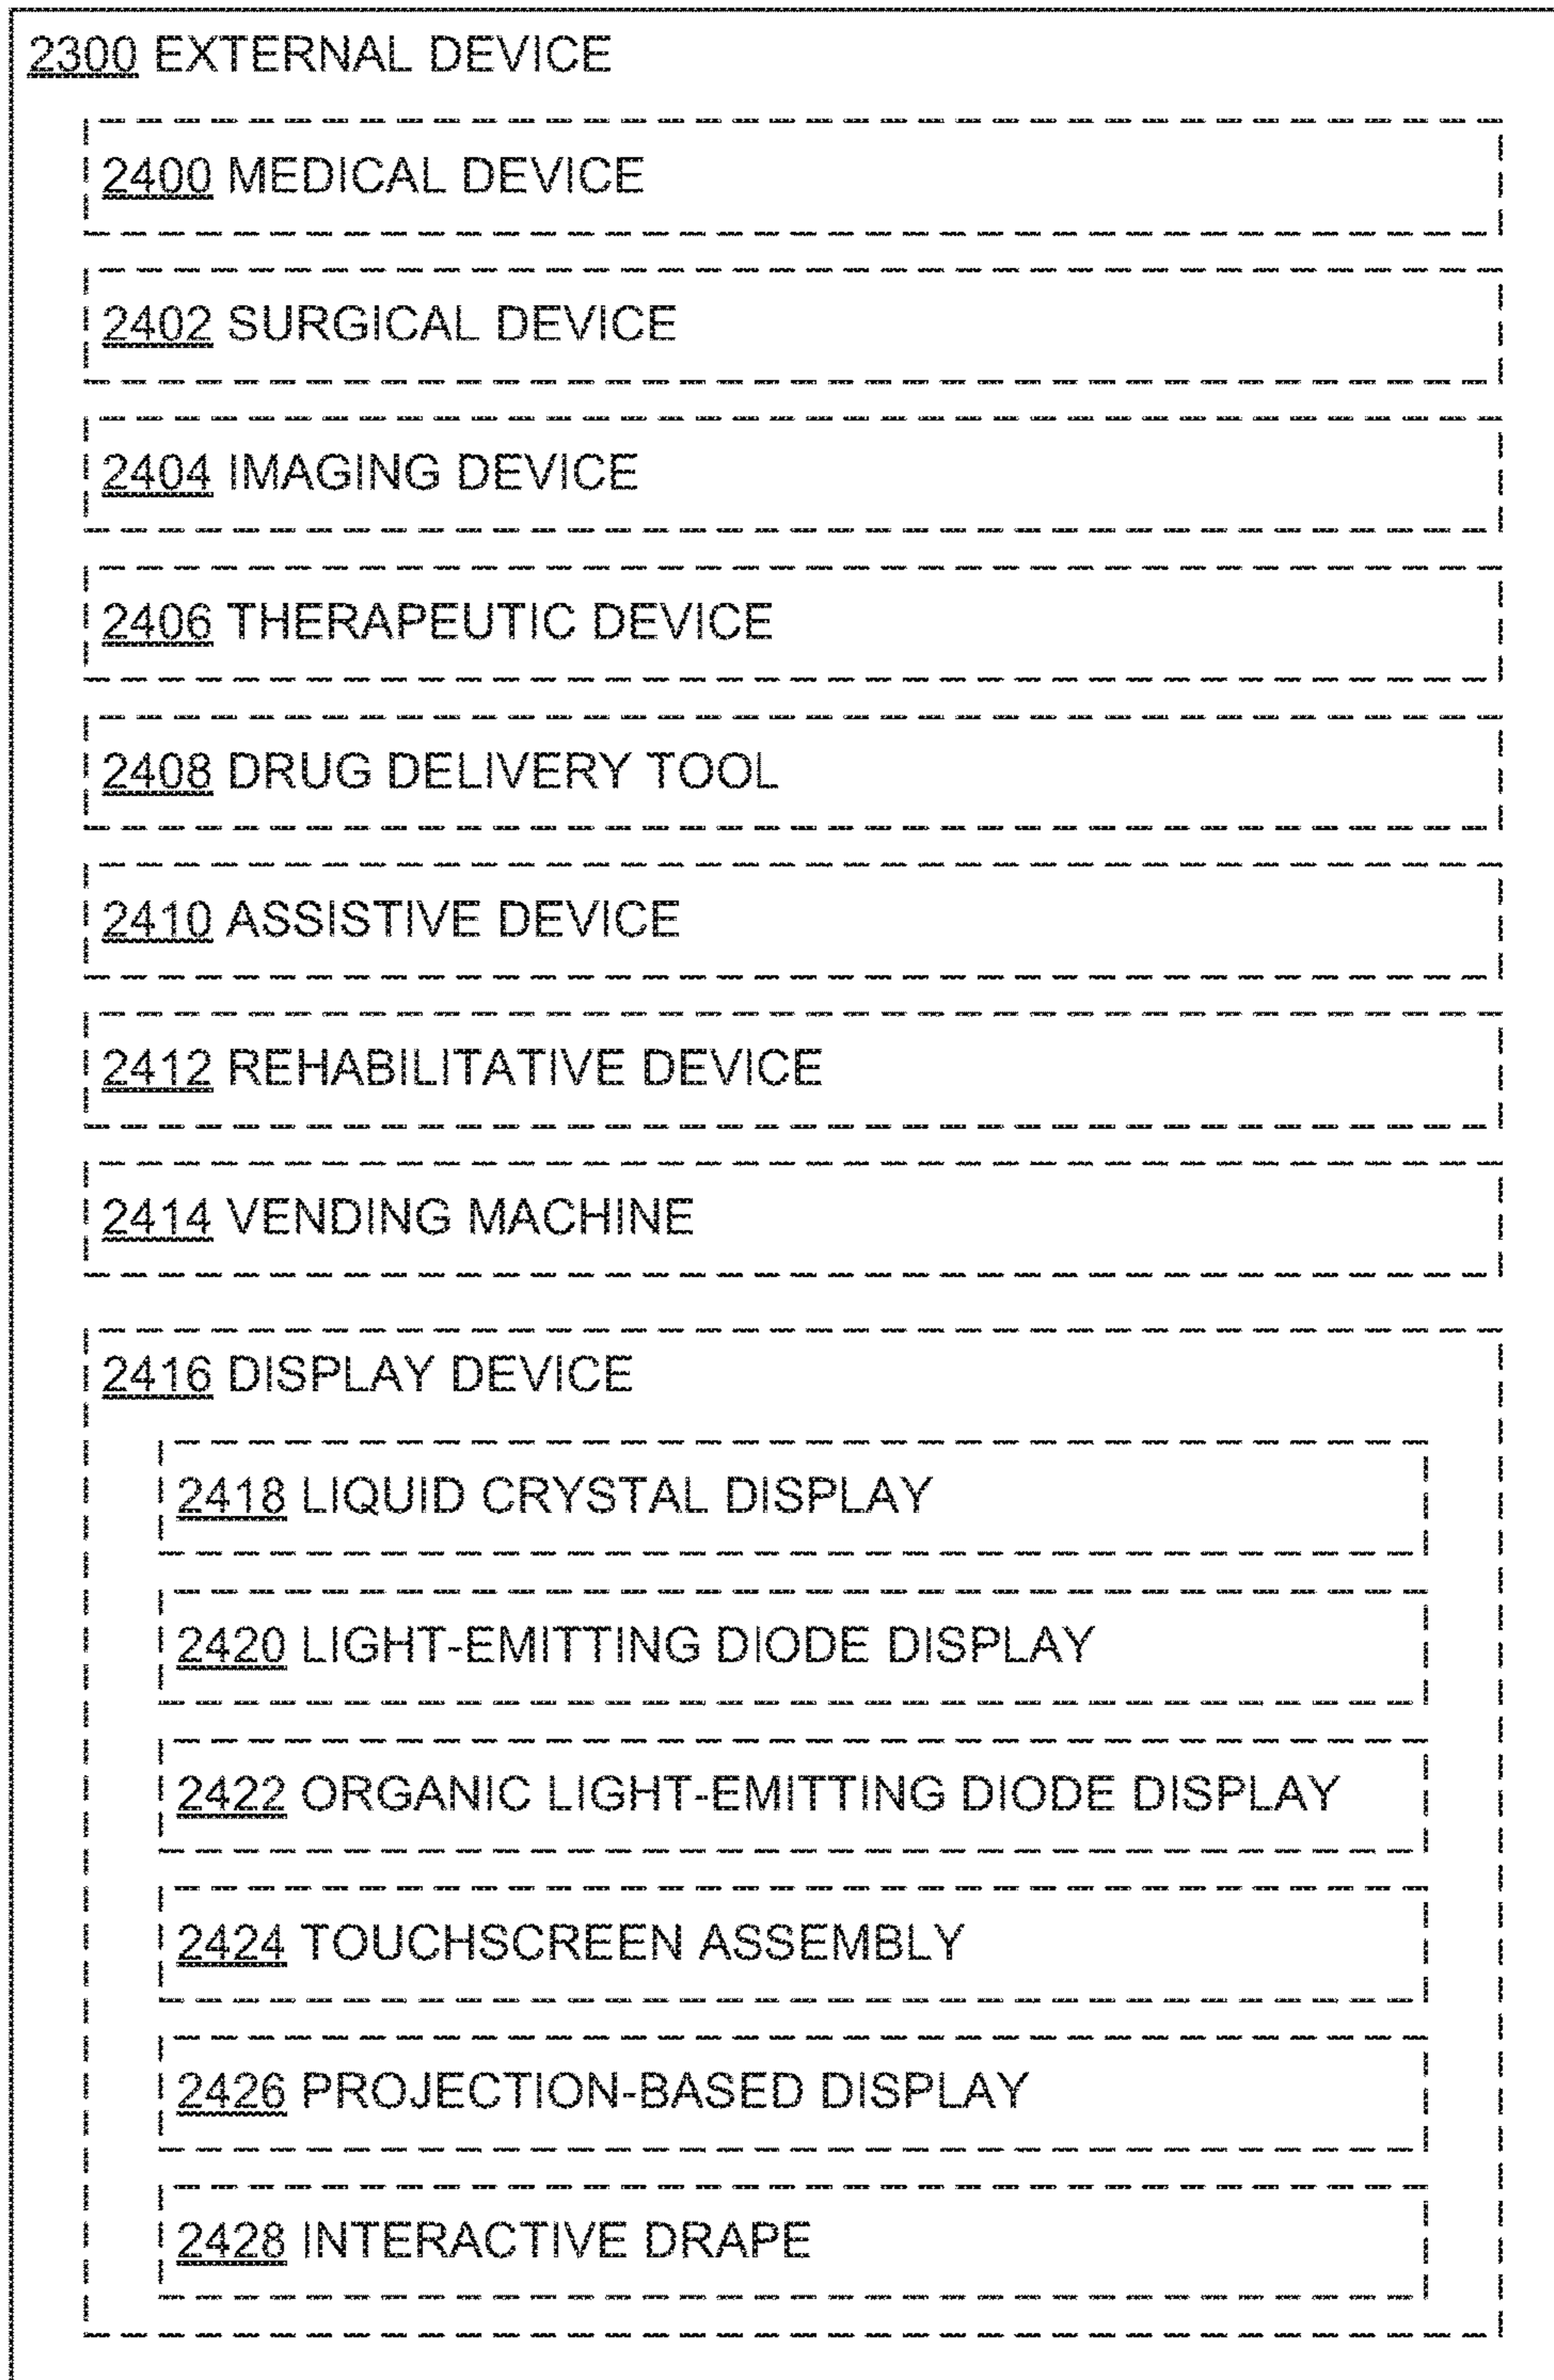 2300 EXTERNAL DEVICE
2400 MEDICAL DEVICE
2402 SURGICAL DEVICE
2404 IMAGING DEVICE
2406 THERAPEUTIC DEVICE
2408 DRUG DELIVERY TOOL
2410 ASSISTIVE DEVICE
2412 REHABILITATIVE DEVICE
2414 VENDING MACHINE
2416 DISPLAY DEVICE
2418 LIQUID CRYSTAL DISPLAY
2420 LIGHT-EMITTING DIODE DISPLAY
2422 ORGANIC LIGHT-EMITTING DIODE DISPLAY
2424 TOUCHSCREEN ASSEMBLY
2426 PROJECTION-BASED DISPLAY
2428 INTERACTIVE DRAPE